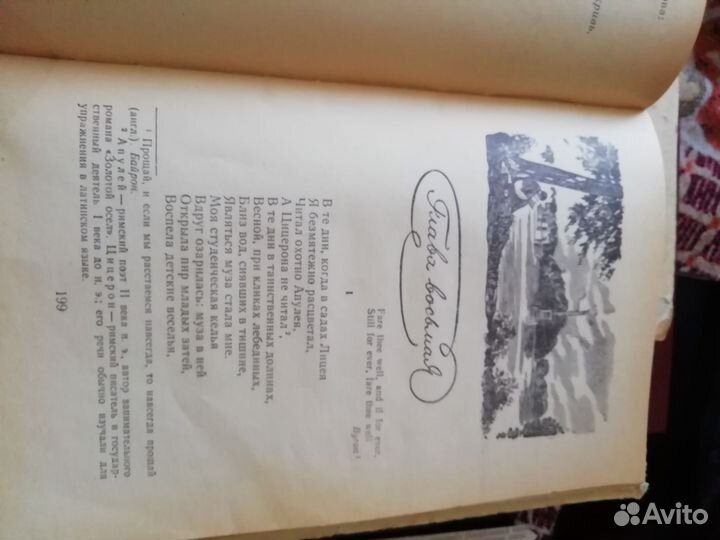 Глава восьмая
Fare thee well, and if for ever,
Still for ever, fare thee well
Byron ¹
I
В те дни, когда в садах Лицея
Я безмятежно расцветал,
Читал охотно Апулея,
А Цицерона не читал ²,
В те дни в таинственных долинах,
Весной, при кликах лебединых,
Близ вод, сиявших в тишине,
Являться муза стала мне.
Моя студенческая келья
Вдруг озарилась: муза в ней
Открыла пир младых затей,
Воспела детские веселья,
¹ Прощай, и если мы расстаемся навсегда, то навсегда прощай
(англ.). Байрон.
² Апулей — римский поэт II века н. э., автор занимательного
романа «Золотой осел», Цицерон — римский писатель и государ-
ственный деятель I века до н. э.; его речи обычно изучали для
упражнения в латинском языке.
199
Avito